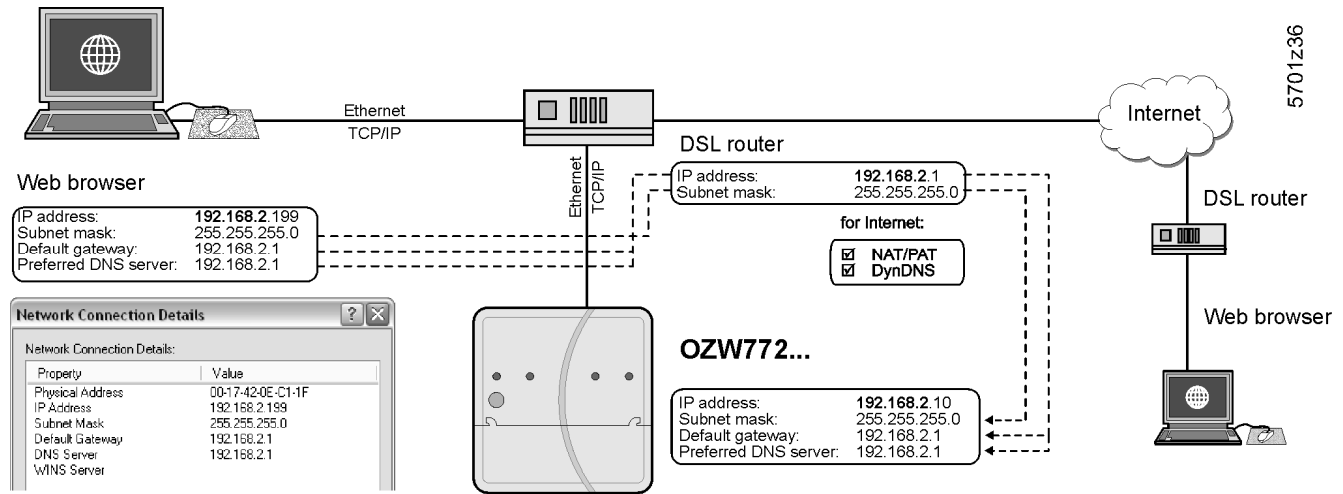 5701z36
Ethernet
TCP/IP
Internet
DSL router
Ethernet
TCP/IP
IP address: 192.168.2.1
Subnet mask: 255.255.255.0
for Internet:
NAT/PAT
DynDNS
Web browser
IP address: 192.168.2.199
Subnet mask: 255.255.255.0
Default gateway: 192.168.2.1
Preferred DNS server: 192.168.2.1
DSL router
Web browser
Network Connection Details
Network Connection Details:
Property Value
Physical Address 00-17-42-0E-C1-1F
IP Address 192.168.2.199
Subnet Mask 255.255.255.0
Default Gateway 192.168.2.1
DNS Server 192.168.2.1
WINS Server
OZW772...
IP address: 192.168.2.10
Subnet mask: 255.255.255.0
Default gateway: 192.168.2.1
Preferred DNS server: 192.168.2.1